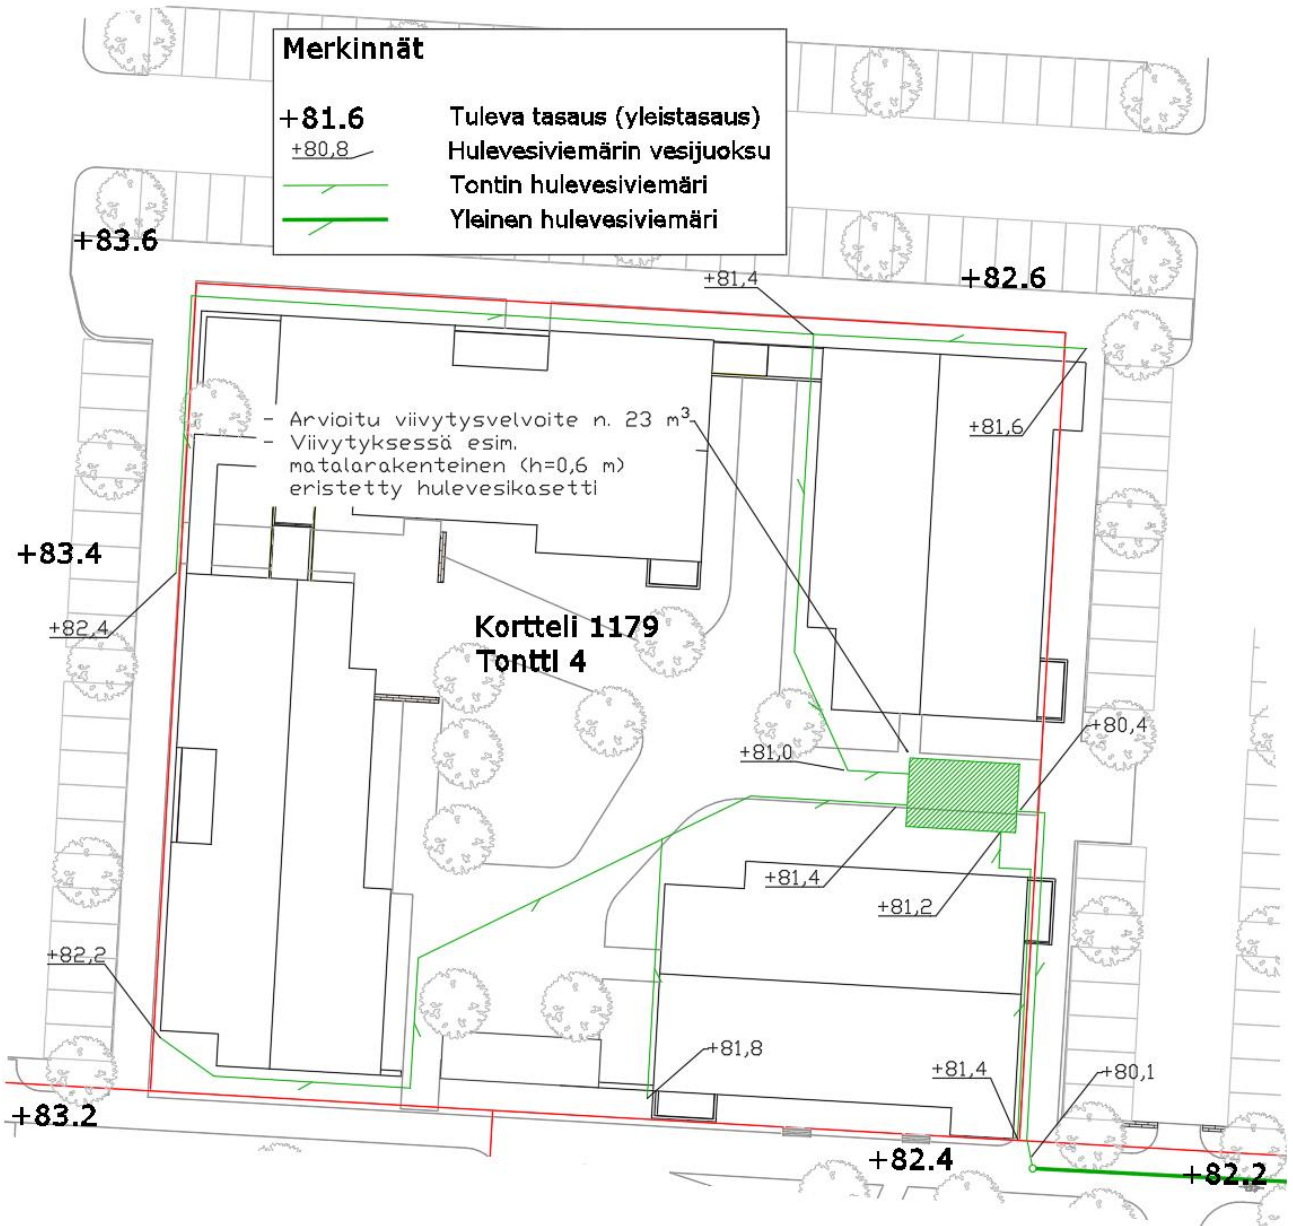 Merkinnät
+81.6 Tuleva tasaus (yleistasaus)
+80,8 Hulevesiviemärin vesijuoksu
Tontin hulevesiviemäri
Yleinen hulevesiviemäri
+83.6
+81,4
+82.6
- Arvioitu viivytysvelvoite n. 23 m³
- Viivytyksessä esim.
matalarakenteinen (h=0,6 m)
eristetty hulevesikasetti
+81,6
+83.4
+82,4
Kortteli 1179
Tontti 4
+80,4
+81,0
+81,4
+81,2
+82,2
+81,8
+81,4
+80,1
+83.2
+82.4
+82.2